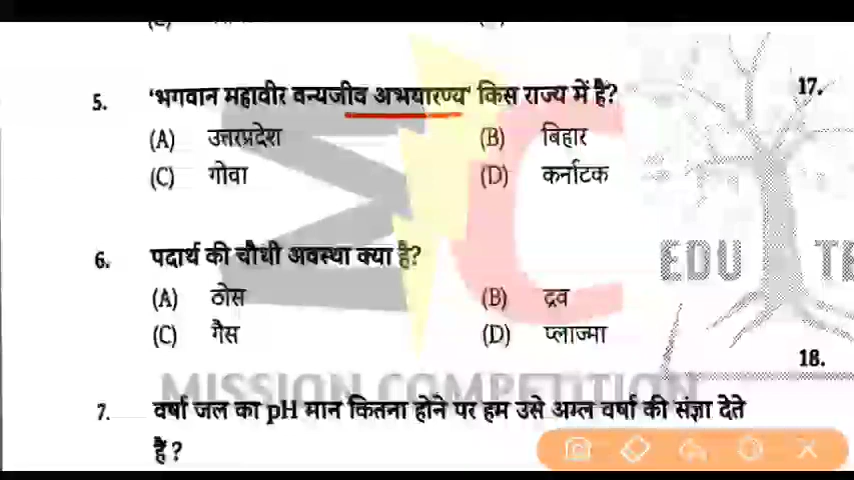 5. 'भगवान महावीर वन्यजीव अभयारण्य' किस राज्य में है?
(A) उत्तरप्रदेश (B) बिहार
(C) गोवा (D) कर्नाटक
6. पदार्थ की चौथी अवस्था क्या है?
(A) ठोस (B) द्रव
(C) गैस (D) प्लाज्मा
7. वर्षा जल का pH मान कितना होने पर हम उसे अम्ल वर्षा की संज्ञा देते
हैं?
17.
EDU TE
18.
MISSION COMPETITION